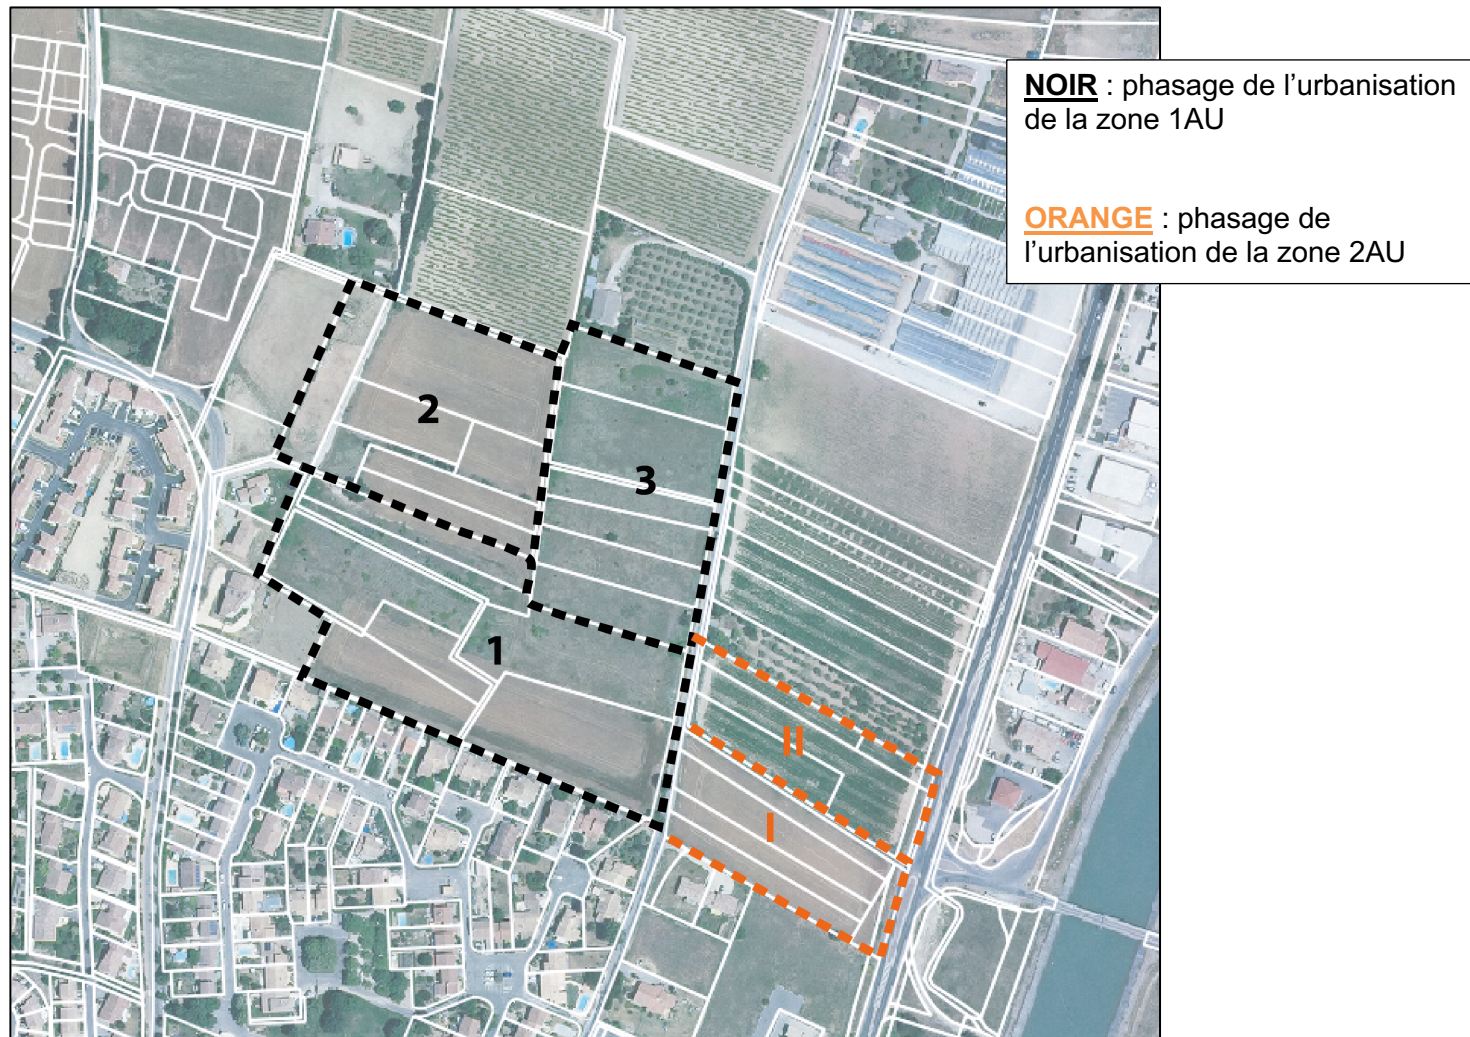 NOIR : phasage de l’urbanisation
de la zone 1AU
ORANGE : phasage de
l’urbanisation de la zone 2AU
2
3
1
II
I